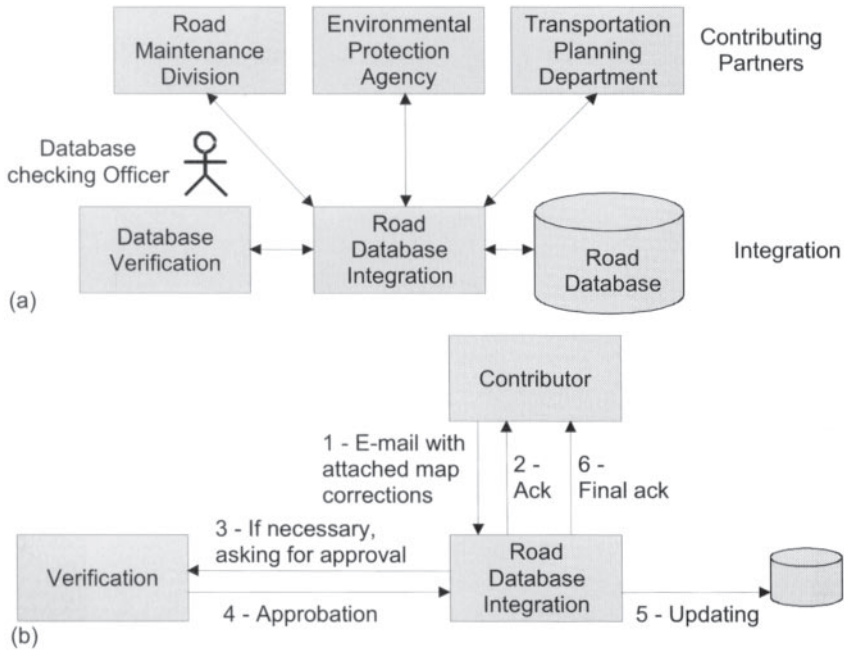 Road
Maintenance
Division
Environmental
Protection
Agency
Transportation
Planning
Department
Contributing
Partners
Database
checking Officer
Database
Verification
Road
Database
Integration
Road
Database
Integration
(a)
Contributor
1 - E-mail with
attached map
corrections
2 -
Ack
6 -
Final ack
3 - If necessary,
asking for approval
Verification
4 - Approbation
Road
Database
Integration
5 - Updating
(b)